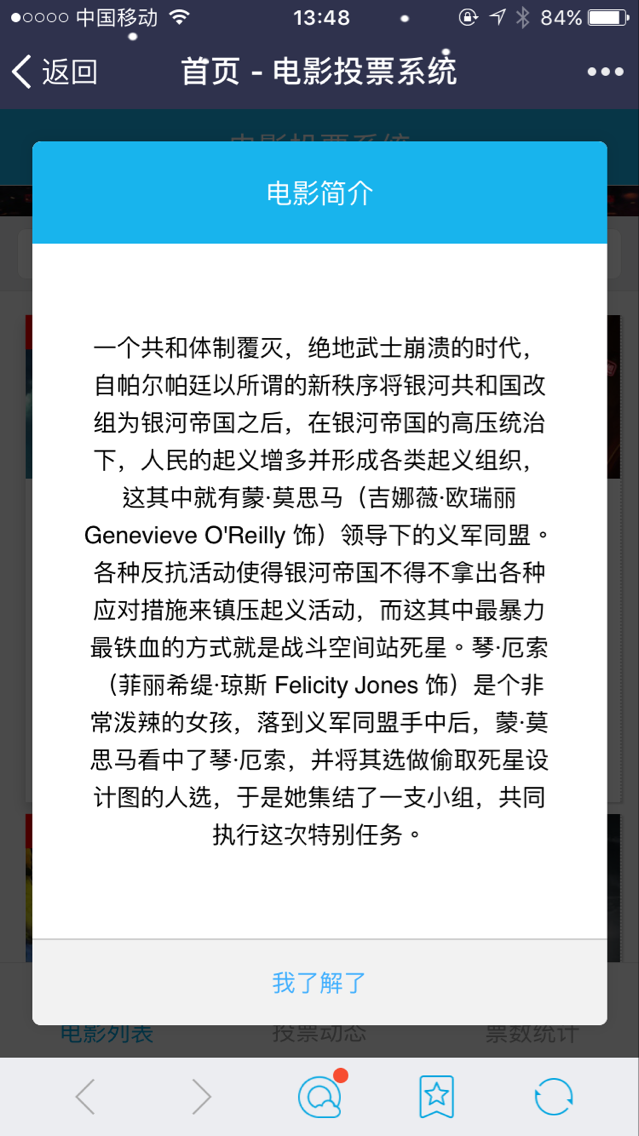 中国移动 13:48 84%
返回 首页 - 电影投票系统
电影投票系统
电影简介
一个共和体制覆灭，绝地武士崩溃的时代，
自帕尔帕廷以所谓的新秩序将银河共和国改
组为银河帝国之后，在银河帝国的高压统治
下，人民的起义增多并形成各类起义组织，
这其中就有蒙·莫思马（吉娜薇·欧瑞丽
Genevieve O'Reilly 饰）领导下的义军同盟。
各种反抗活动使得银河帝国不得不拿出各种
应对措施来镇压起义活动，而这其中最暴力
最铁血的方式就是战斗空间站死星。琴·厄索
（菲丽希缇·琼斯 Felicity Jones 饰）是个非
常泼辣的女孩，落到义军同盟手中后，蒙·莫
思马看中了琴·厄索，并将其选做偷取死星设
计图的人选，于是她集结了一支小组，共同
执行这次特别任务。
我了解了
电影列表 投票动态 票数统计